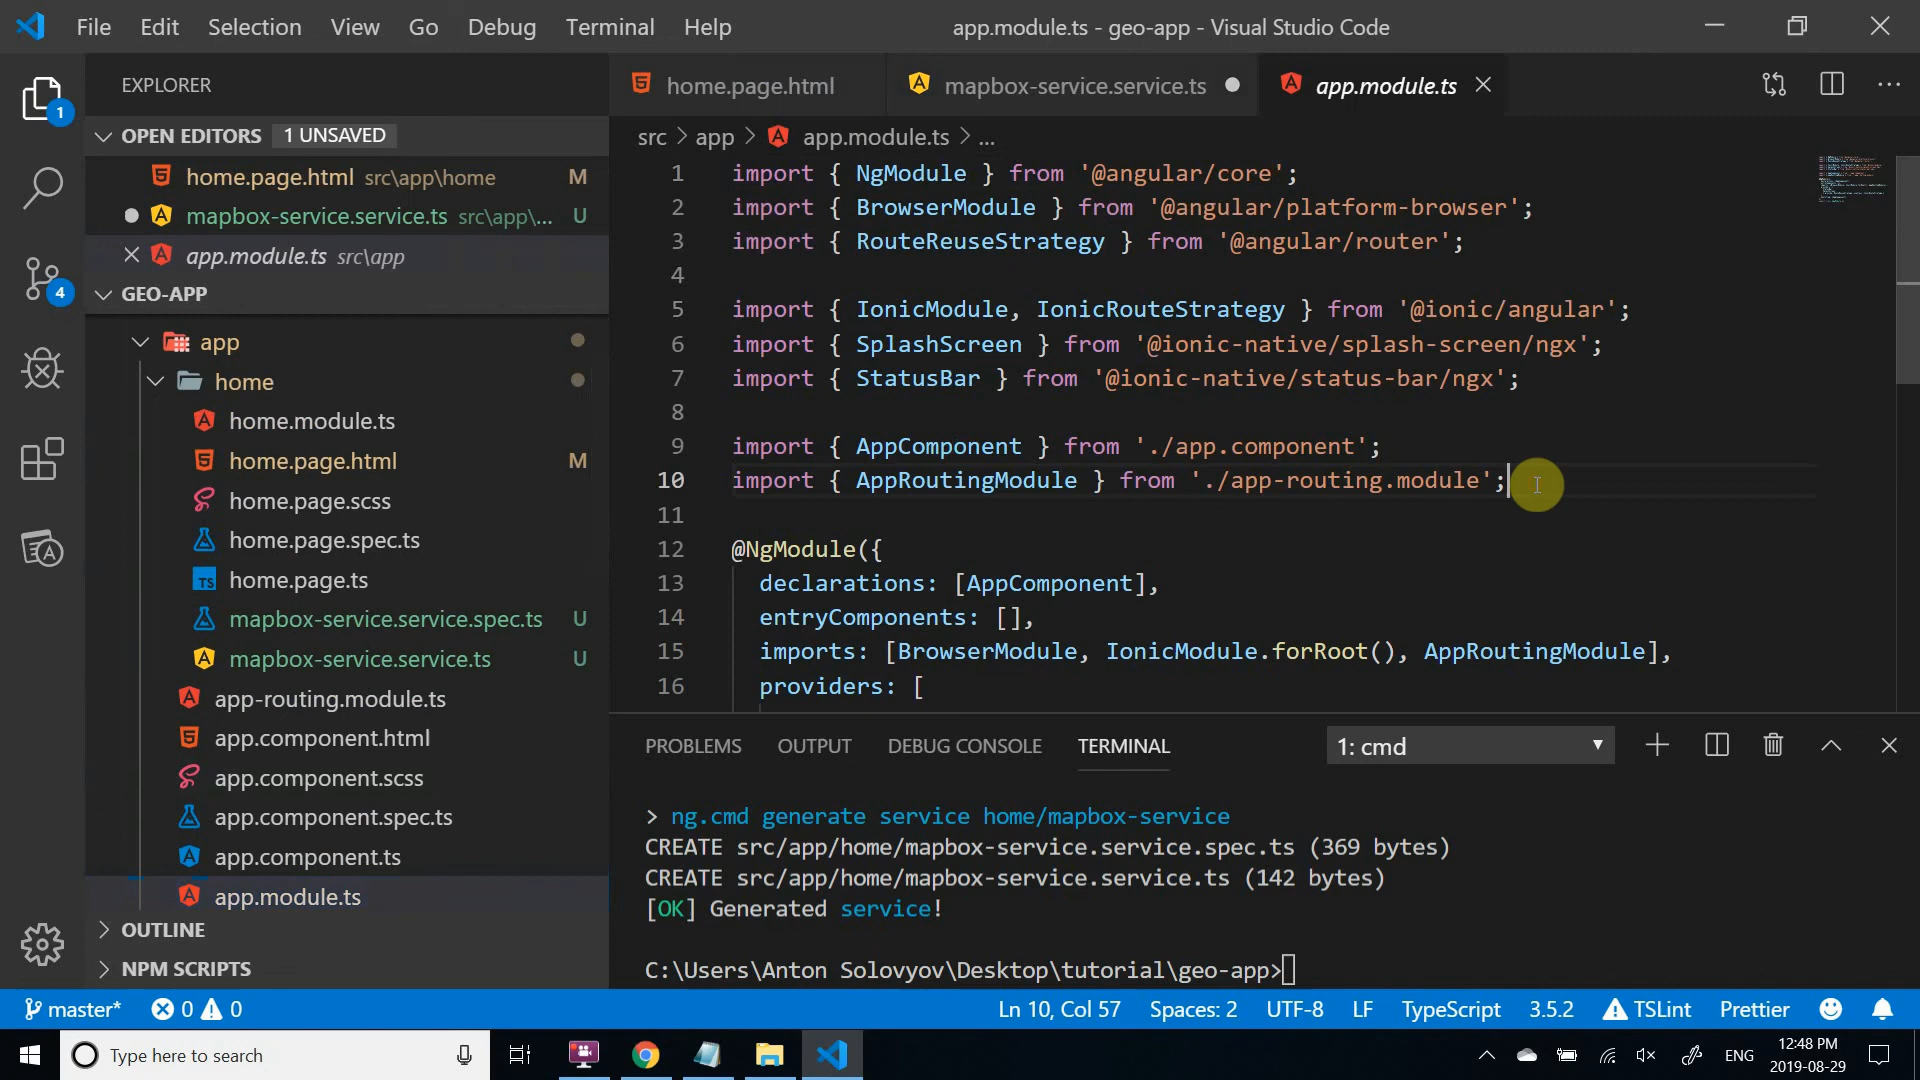 File Edit Selection View Go Debug Terminal Help
app.module.ts - geo-app - Visual Studio Code
EXPLORER
1
OPEN EDITORS 1 UNSAVED
home.page.html src\app\home M
mapbox-service.service.ts src\app\... U
app.module.ts src\app
GEO-APP
4
app
home
home.module.ts
home.page.html M
home.page.scss
home.page.spec.ts
TS home.page.ts
mapbox-service.service.spec.ts U
mapbox-service.service.ts U
app-routing.module.ts
app.component.html
app.component.scss
app.component.spec.ts
app.component.ts
app.module.ts
OUTLINE
NPM SCRIPTS
home.page.html mapbox-service.service.ts app.module.ts
src > app > app.module.ts > ...
1 import { NgModule } from '@angular/core';
2 import { BrowserModule } from '@angular/platform-browser';
3 import { RouteReuseStrategy } from '@angular/router';
4
5 import { IonicModule, IonicRouteStrategy } from '@ionic/angular';
6 import { SplashScreen } from '@ionic-native/splash-screen/ngx';
7 import { StatusBar } from '@ionic-native/status-bar/ngx';
8
9 import { AppComponent } from './app.component';
10 import { AppRoutingModule } from './app-routing.module';
11
12 @NgModule({
13 declarations: [AppComponent],
14 entryComponents: [],
15 imports: [BrowserModule, IonicModule.forRoot(), AppRoutingModule],
16 providers: [
PROBLEMS OUTPUT DEBUG CONSOLE TERMINAL 1: cmd
> ng.cmd generate service home/mapbox-service
CREATE src/app/home/mapbox-service.service.spec.ts (369 bytes)
CREATE src/app/home/mapbox-service.service.ts (142 bytes)
[OK] Generated service!
C:\Users\Anton Solovyov\Desktop\tutorial\geo-app>
master* 0 0 Ln 10, Col 57 Spaces: 2 UTF-8 LF TypeScript 3.5.2 TSLint Prettier
Type here to search
ENG
12:48 PM
2019-08-29